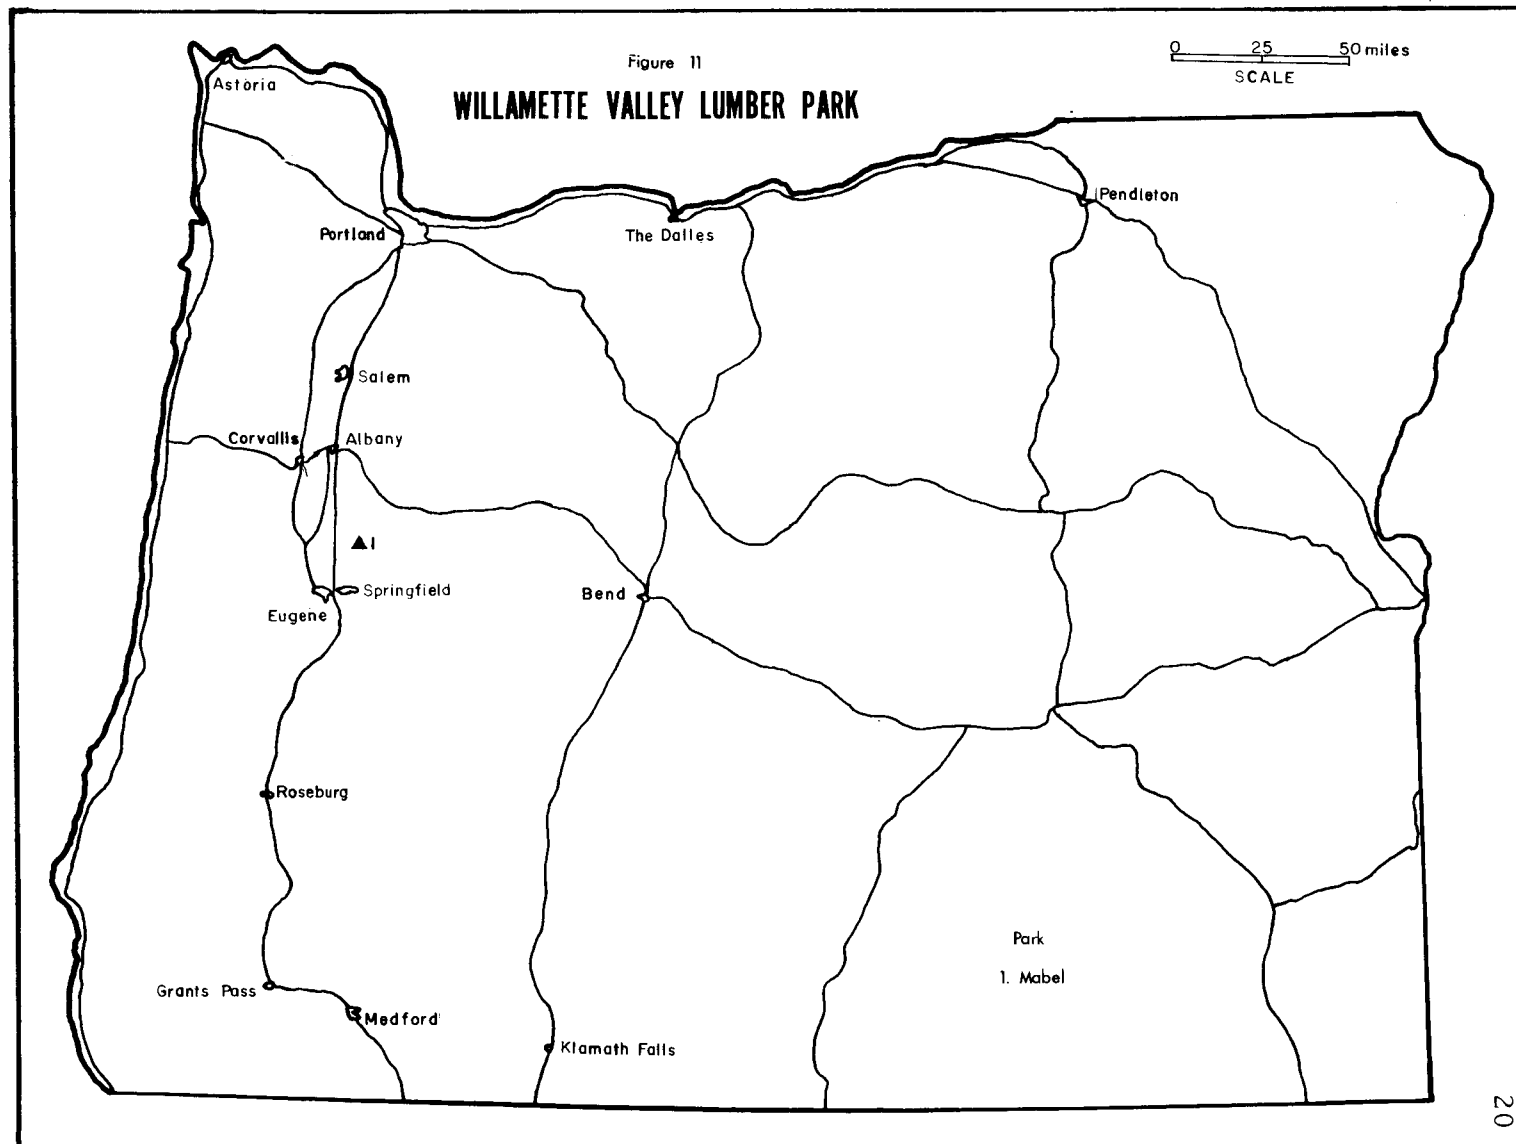 Figure 11
WILLAMETTE VALLEY LUMBER PARK
0 25 50 miles
SCALE
Astoria
Pendleton
Portland
The Dalles
Salem
Corvallis
Albany
1
Springfield
Bend
Eugene
Roseburg
Park
1. Mabel
Grants Pass
Medford
Klamath Falls
20